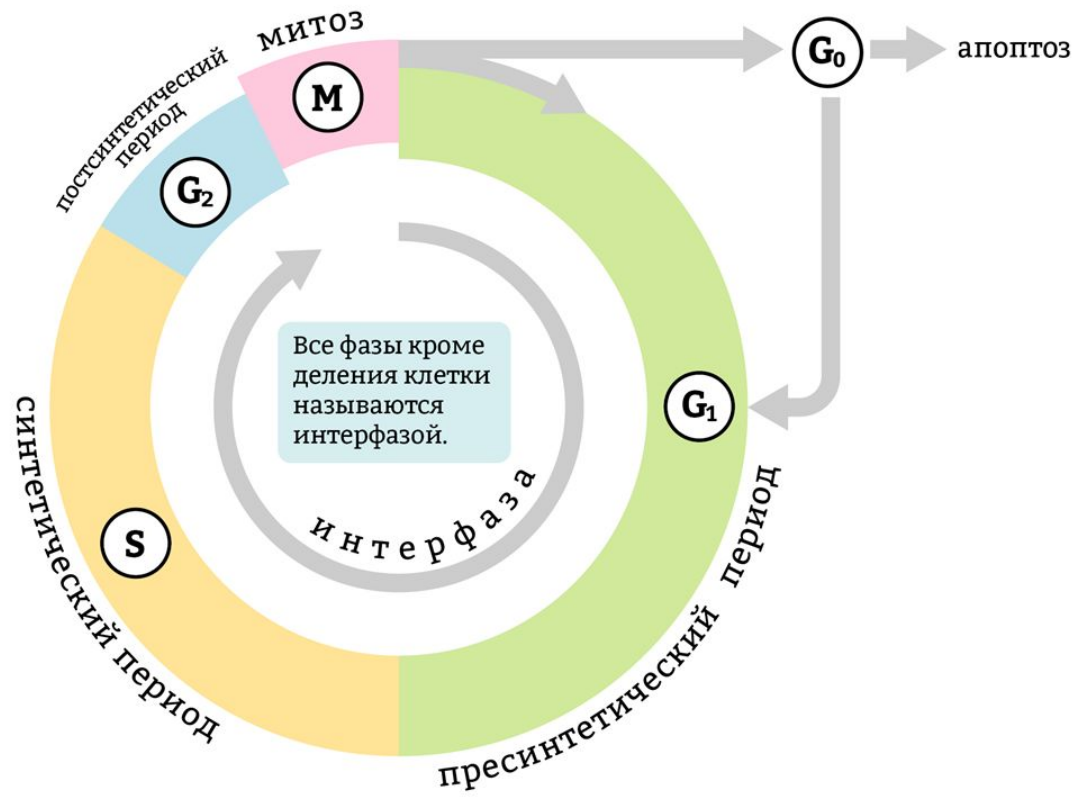 митоз
M
G₀
апоптоз
постсинтетический
период
G₂
Все фазы кроме
деления клетки
называются
интерфазой.
G₁
интерфаза
S
синтетический период
пресинтетический период